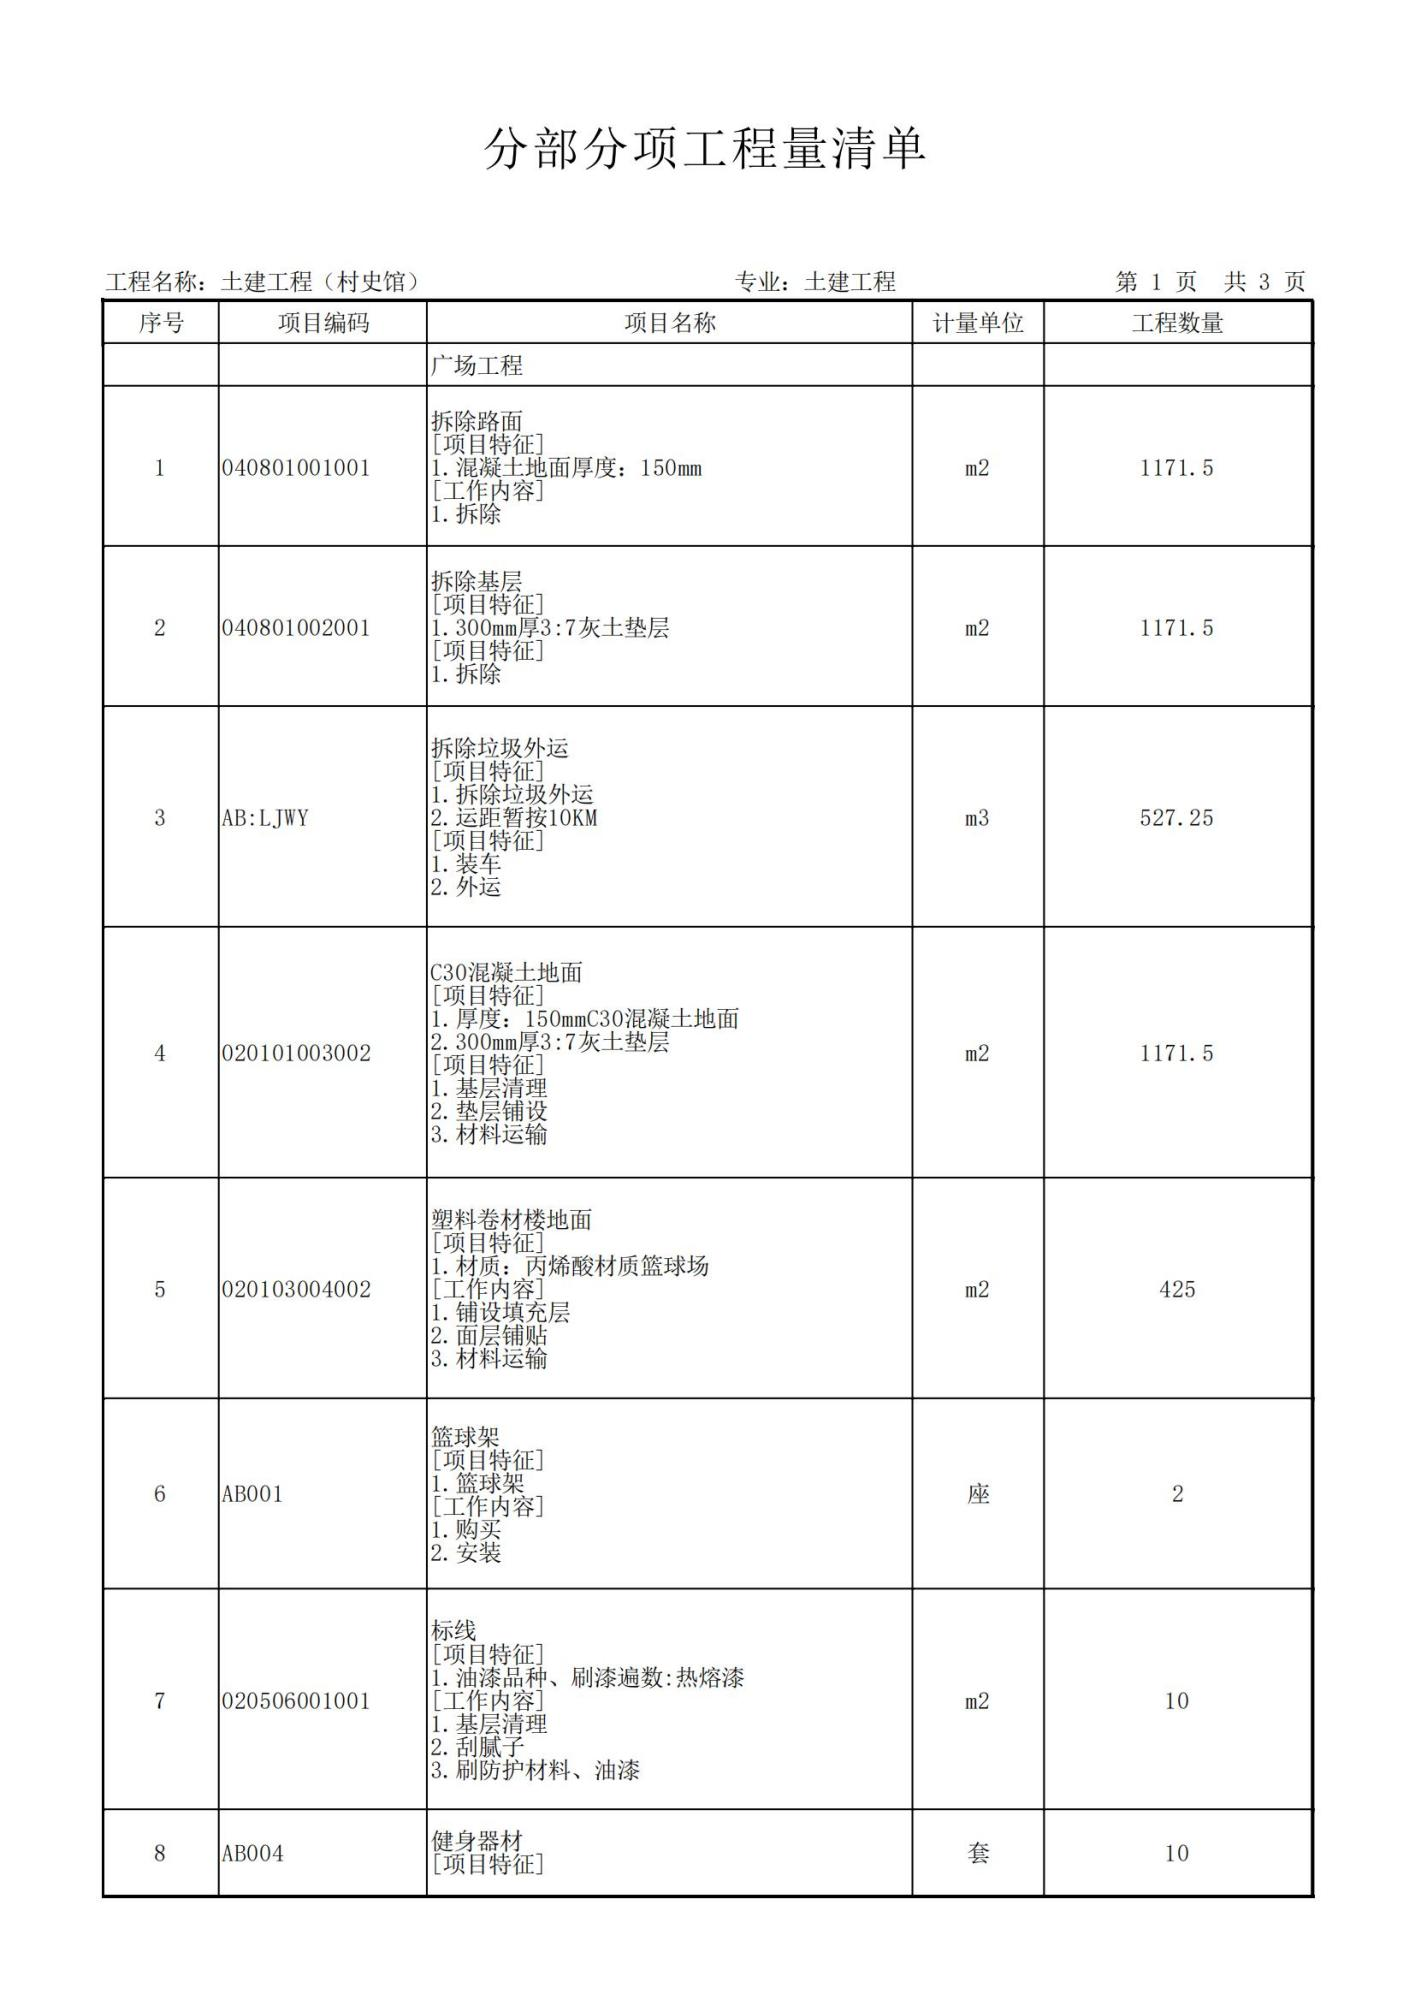 分部分项工程量清单
工程名称：土建工程（村史馆） 专业：土建工程 第 1 页 共 3 页
序号 项目编码 项目名称 计量单位 工程数量
广场工程
拆除路面
[项目特征]
1 040801001001 1.混凝土地面厚度：150mm m2 1171.5
[工作内容]
1.拆除
拆除基层
[项目特征]
2 040801002001 1.300mm厚3:7灰土垫层 m2 1171.5
[项目特征]
1.拆除
拆除垃圾外运
[项目特征]
1.拆除垃圾外运
3 AB:LJWY 2.运距暂按10KM m3 527.25
[项目特征]
1.装车
2.外运
C30混凝土地面
[项目特征]
1.厚度：150mmC30混凝土地面
2.300mm厚3:7灰土垫层
4 020101003002 [项目特征] m2 1171.5
1.基层清理
2.垫层铺设
3.材料运输
塑料卷材楼地面
[项目特征]
1.材质：丙烯酸材质篮球场
5 020103004002 [工作内容] m2 425
1.铺设填充层
2.面层铺贴
3.材料运输
篮球架
[项目特征]
1.篮球架
6 AB001 [工作内容] 座 2
1.购买
2.安装
标线
[项目特征]
1.油漆品种、刷漆遍数:热熔漆
7 020506001001 [工作内容] m2 10
1.基层清理
2.刮腻子
3.刷防护材料、油漆
健身器材
8 AB004 [项目特征] 套 10